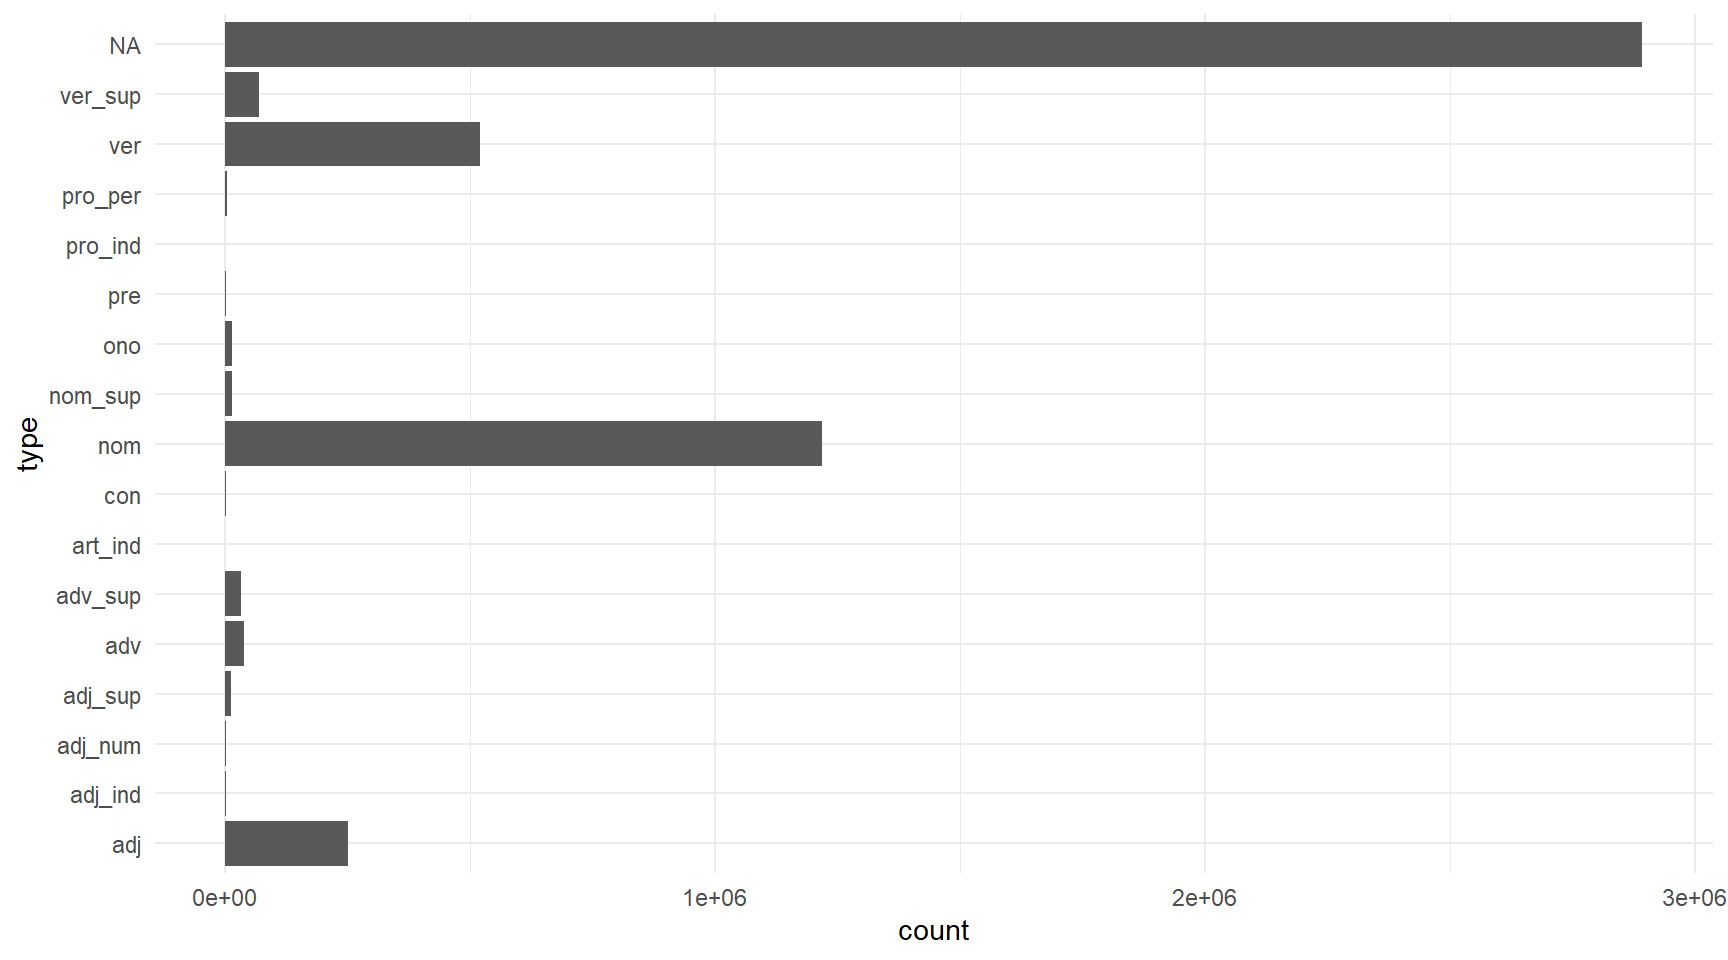 NA
ver_sup
ver
pro_per
pro_ind
pre
ono
nom_sup
nom
con
art_ind
adv_sup
adv
adj_sup
adj_num
adj_ind
adj
type
0e+00 1e+06 2e+06 3e+06
count